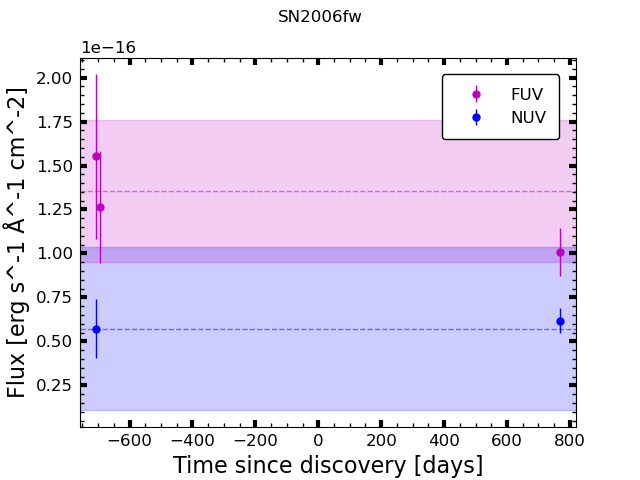 SN2006fw
1e−16
2.00
1.75
1.50
1.25
1.00
0.75
0.50
0.25
Flux [erg s^-1 Å^-1 cm^-2]
FUV
NUV
−600 −400 −200 0 200 400 600 800
Time since discovery [days]